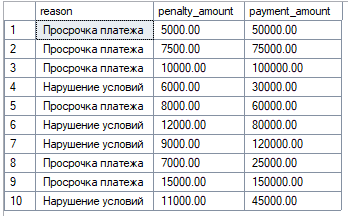 reason penalty_amount payment_amount
1 Просрочка платежа 5000.00 50000.00
2 Просрочка платежа 7500.00 75000.00
3 Просрочка платежа 10000.00 100000.00
4 Нарушение условий 6000.00 30000.00
5 Просрочка платежа 8000.00 60000.00
6 Нарушение условий 12000.00 80000.00
7 Нарушение условий 9000.00 120000.00
8 Просрочка платежа 7000.00 25000.00
9 Просрочка платежа 15000.00 150000.00
10 Нарушение условий 11000.00 45000.00